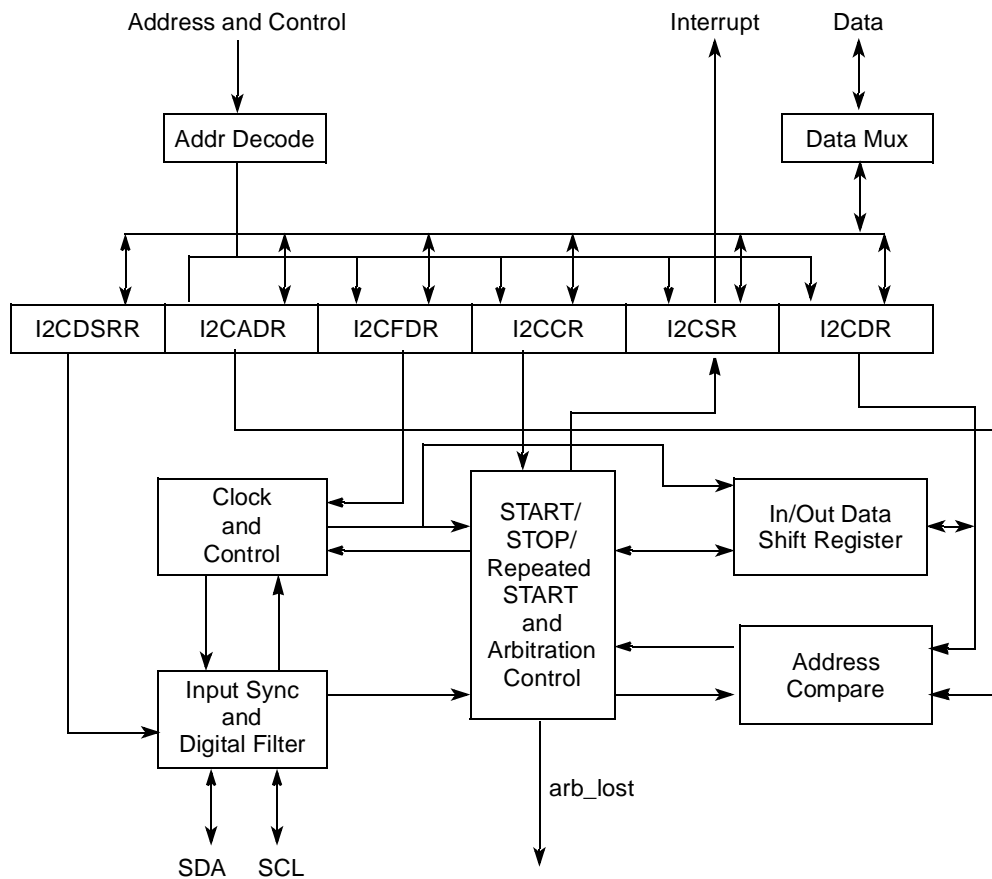 Address and Control
Interrupt
Data
Addr Decode
Data Mux
I2CDSRR
I2CADR
I2CFDR
I2CCR
I2CSR
I2CDR
Clock
and
Control
START/
STOP/
Repeated
START
and
Arbitration
Control
In/Out Data
Shift Register
Input Sync
and
Digital Filter
Address
Compare
arb_lost
SDA
SCL